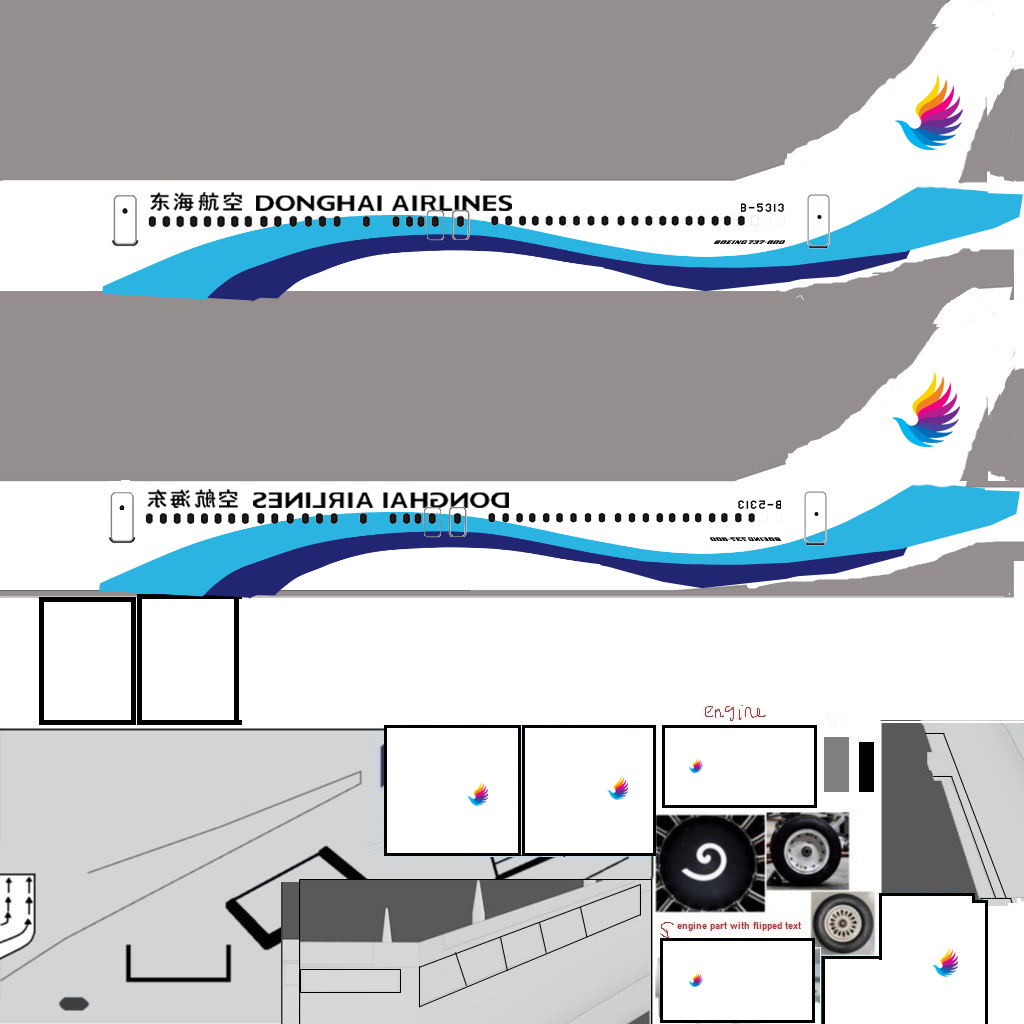 东海航空 DONGHAI AIRLINES
B-5313
BOEING 737-800
东海航空 DONGHAI AIRLINES
B-5313
BOEING 737-800
engine
engine part with flipped text